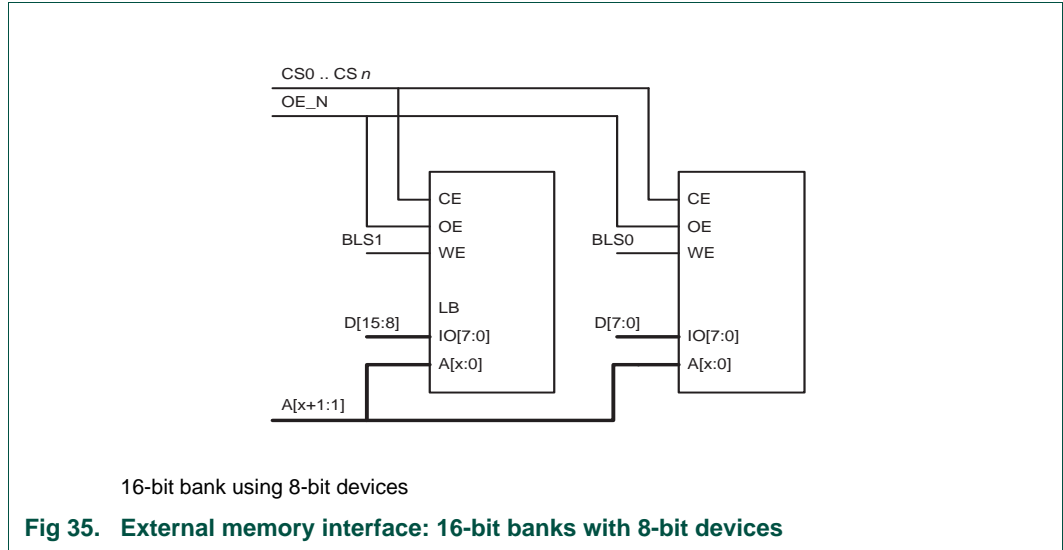 CS0 .. CS n
OE_N
CE
OE
BLS1
WE
LB
D[15:8]
IO[7:0]
A[x:0]
CE
OE
BLS0
WE
D[7:0]
IO[7:0]
A[x:0]
A[x+1:1]
16-bit bank using 8-bit devices
Fig 35. External memory interface: 16-bit banks with 8-bit devices